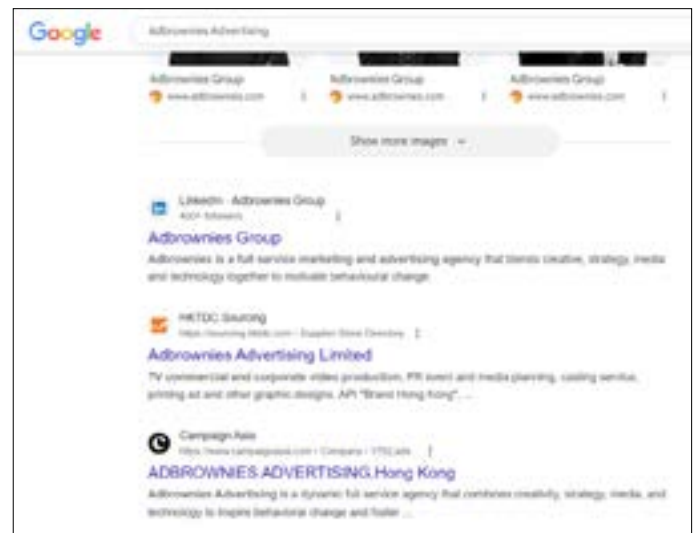 Google
Adbrownies Advertising
Adbrownies Group Adbrownies Group Adbrownies Group
www.adbrownies.com www.adbrownies.com www.adbrownies.com
Show more images
LinkedIn · Adbrownies Group
400+ followers
Adbrownies Group
Adbrownies is a full service marketing and advertising agency that blends creative, strategy, media
and technology together to motivate behavioural change.
HKTDC Sourcing
Adbrownies Advertising Limited
TV commercial and corporate video production, PR event and media planning, casting service,
printing ad and other graphic designs. API "Brand Hong Kong", ...
Campaign Asia
ADBROWNIES ADVERTISING,Hong Kong
Adbrownies Advertising is a dynamic full service agency that combines creativity, strategy, media, and
technology to inspire behavioral change and foster ...